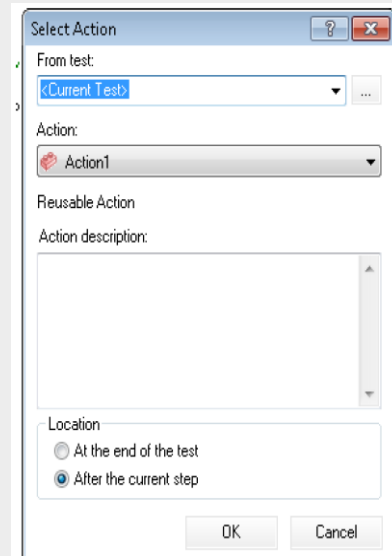 Select Action
From test:
<Current Test>
...
Action:
Action1
Reusable Action
Action description:
Location
At the end of the test
After the current step
OK
Cancel